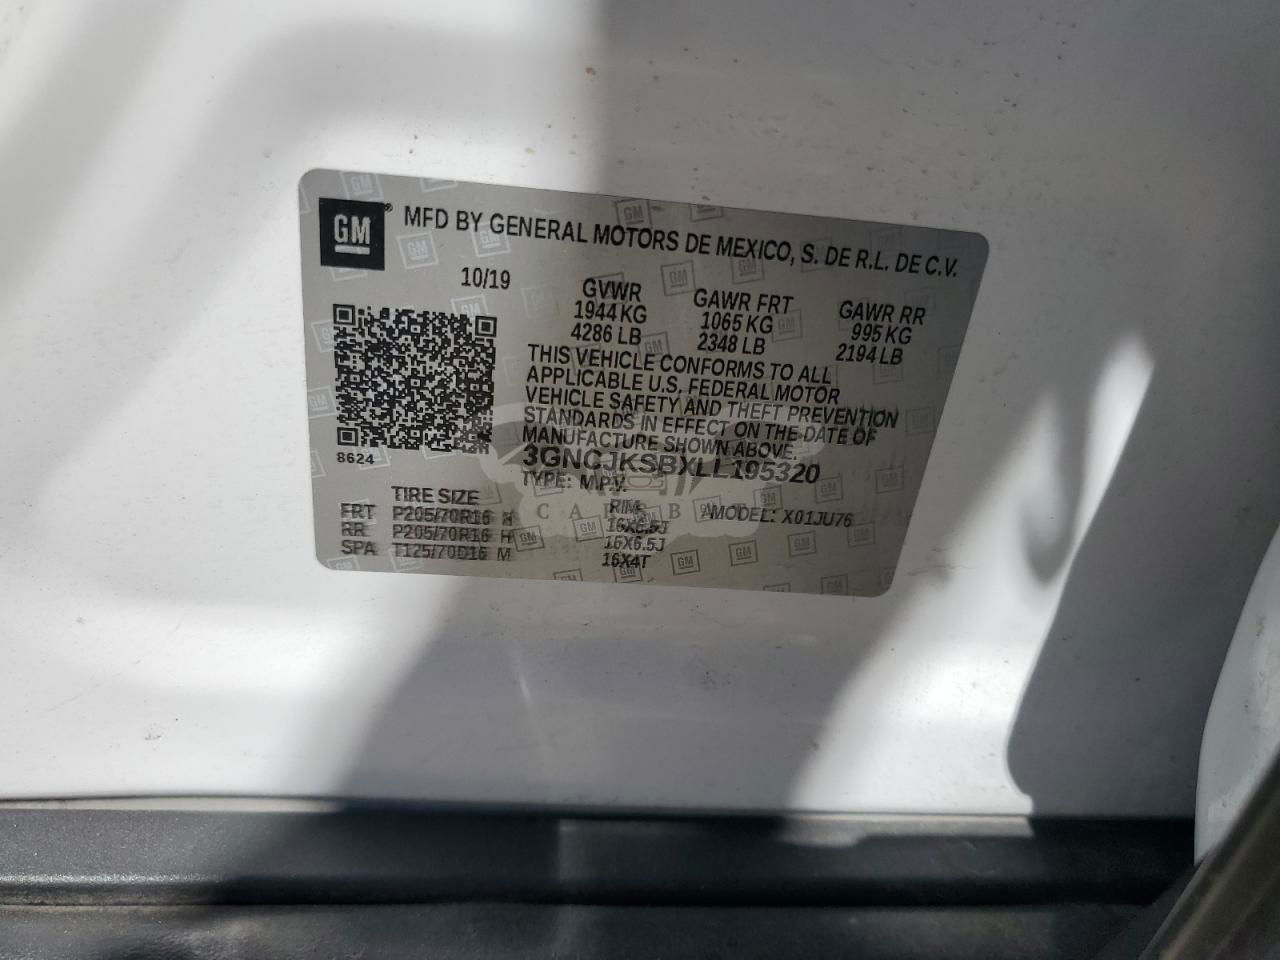 GM® MFD BY GENERAL MOTORS DE MEXICO, S. DE R.L. DE C.V.
10/19
GVWR GAWR FRT GAWR RR
1944 KG 1065 KG 995 KG
4286 LB 2348 LB 2194 LB
THIS VEHICLE CONFORMS TO ALL
APPLICABLE U.S. FEDERAL MOTOR
VEHICLE SAFETY AND THEFT PREVENTION
STANDARDS IN EFFECT ON THE DATE OF
MANUFACTURE SHOWN ABOVE.
8624
3GNCJKSBXLL195320
TYPE: M.P.V. MODEL: X01JU76
TIRE SIZE RIM
FRT P205/70R16 H 16X6.5J
RR P205/70R16 H 16X6.5J
SPA T125/70D16 M 16X4T